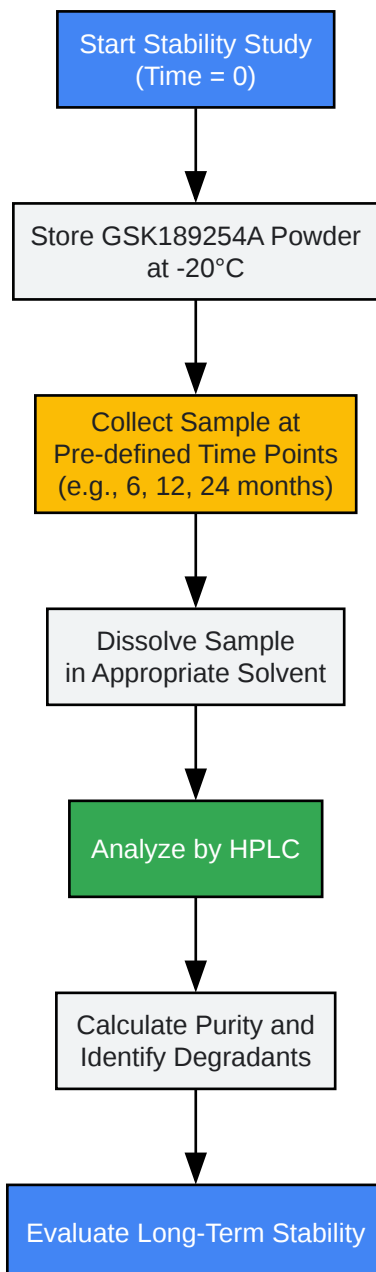 Start Stability Study
(Time = 0)
Store GSK189254A Powder
at -20°C
Collect Sample at
Pre-defined Time Points
(e.g., 6, 12, 24 months)
Dissolve Sample
in Appropriate Solvent
Analyze by HPLC
Calculate Purity and
Identify Degradants
Evaluate Long-Term Stability